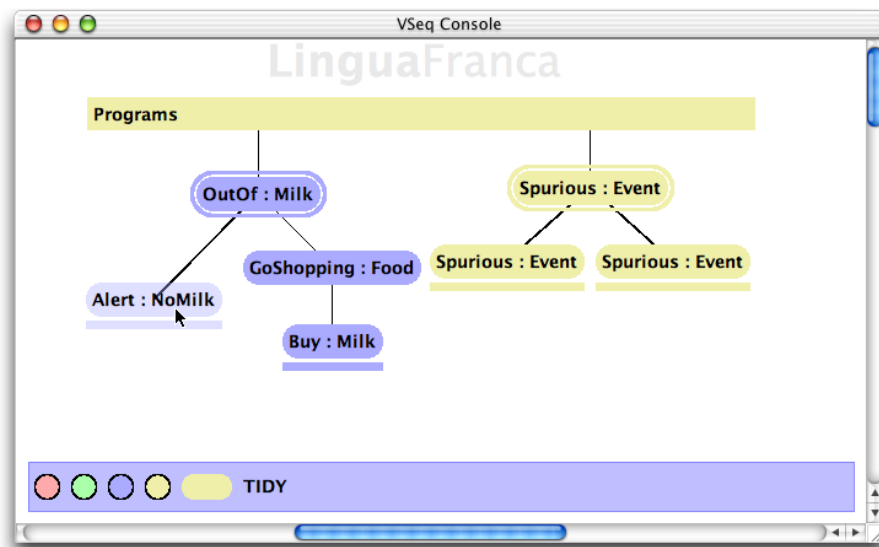 VSeq Console
LinguaFranca
Programs
OutOf : Milk
Spurious : Event
GoShopping : Food
Spurious : Event
Spurious : Event
Alert : NoMilk
Buy : Milk
TIDY